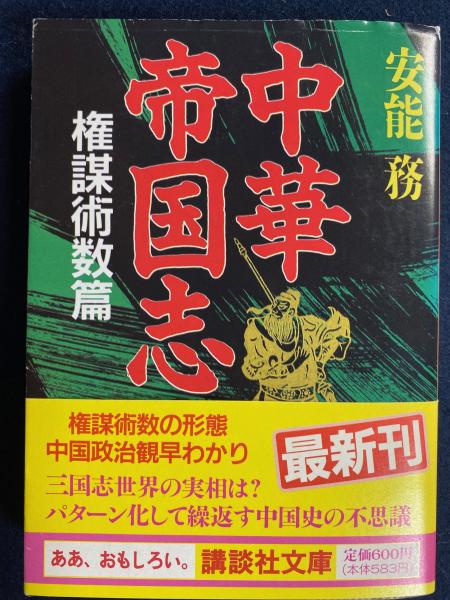 安能 務
中華
帝国志
権謀術数篇
権謀術数の形態
中国政治観早わかり
最新刊
三国志世界の実相は?
パターン化して繰返す中国史の不思議
ああ、おもしろい。
講談社文庫
定価600円
(本体583円)